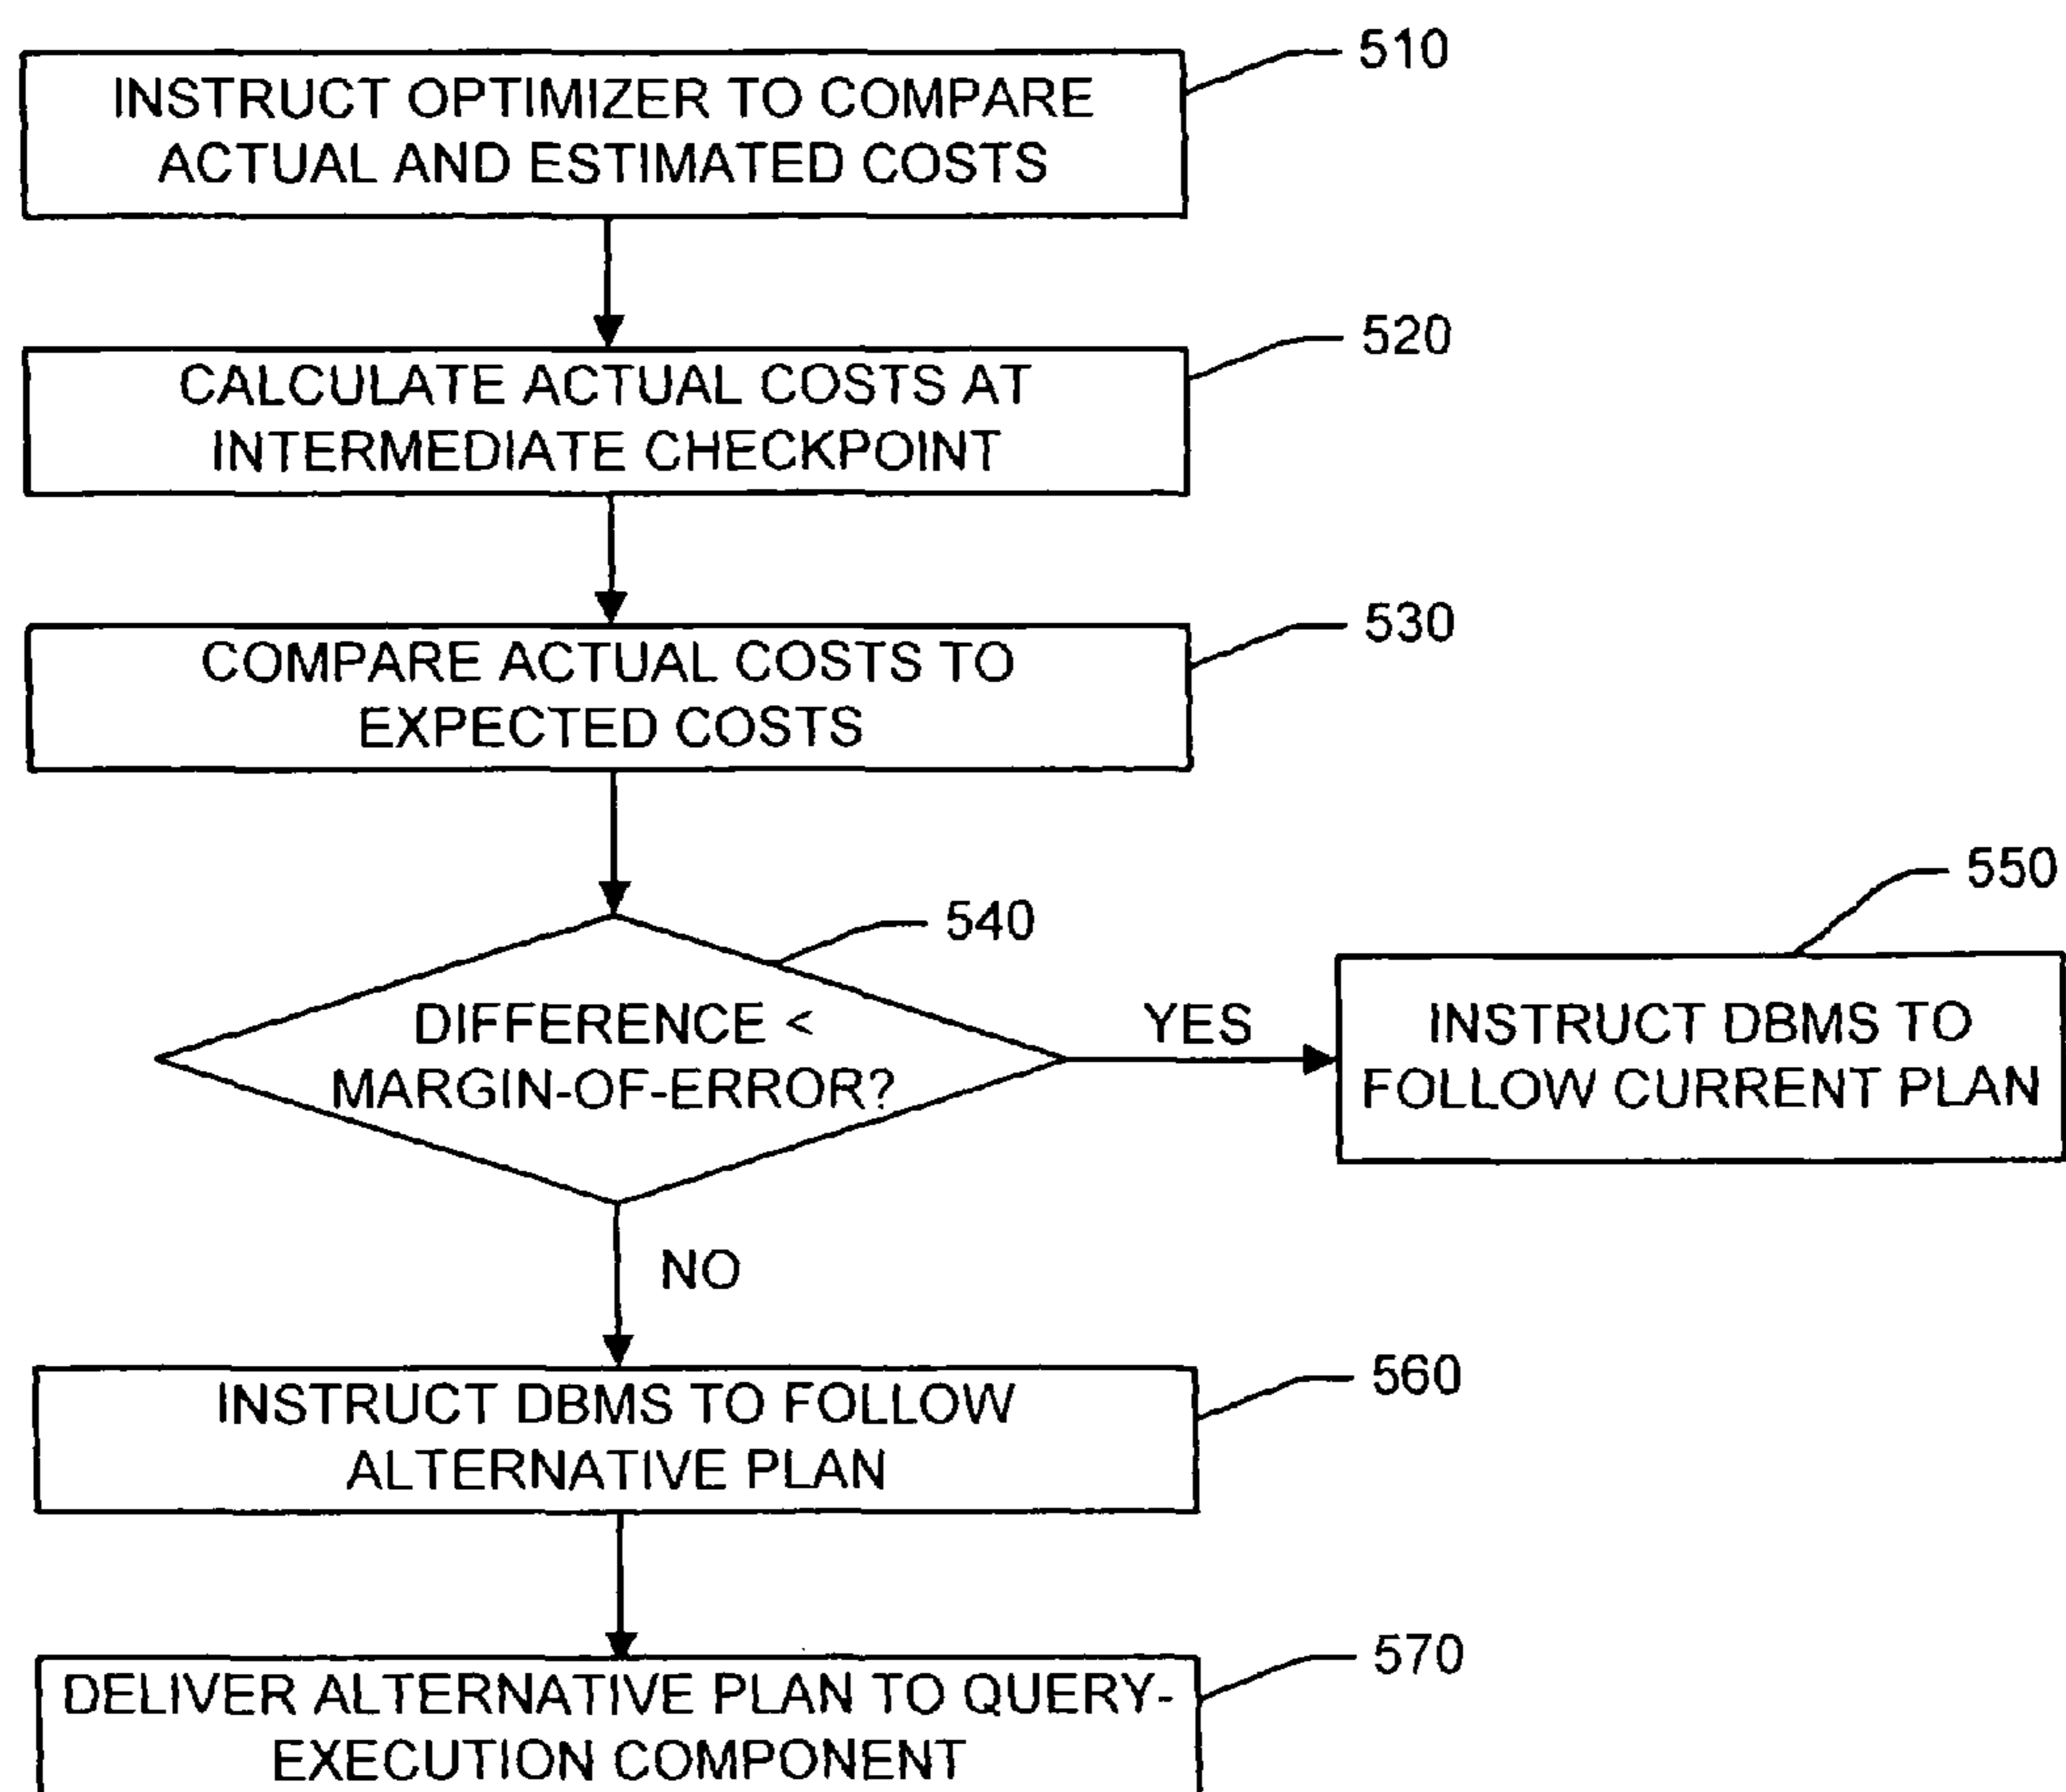 510
INSTRUCT OPTIMIZER TO COMPARE
ACTUAL AND ESTIMATED COSTS
520
CALCULATE ACTUAL COSTS AT
INTERMEDIATE CHECKPOINT
530
COMPARE ACTUAL COSTS TO
EXPECTED COSTS
540
DIFFERENCE <
MARGIN-OF-ERROR?
YES
550
INSTRUCT DBMS TO
FOLLOW CURRENT PLAN
NO
560
INSTRUCT DBMS TO FOLLOW
ALTERNATIVE PLAN
570
DELIVER ALTERNATIVE PLAN TO QUERY-
EXECUTION COMPONENT